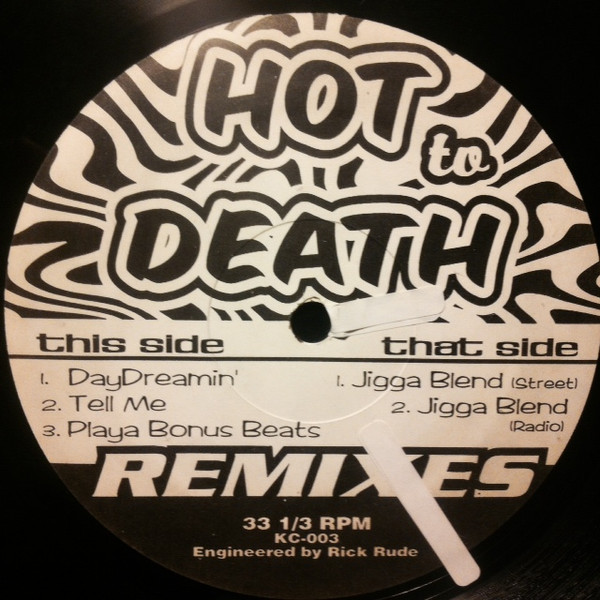 HOT
to
DEATH
this side
that side
1. DayDreamin'
1. Jigga Blend (Street)
2. Tell Me
2. Jigga Blend
(Radio)
3. Playa Bonus Beats
REMIXES
33 1/3 RPM
KC-003
Engineered by Rick Rude